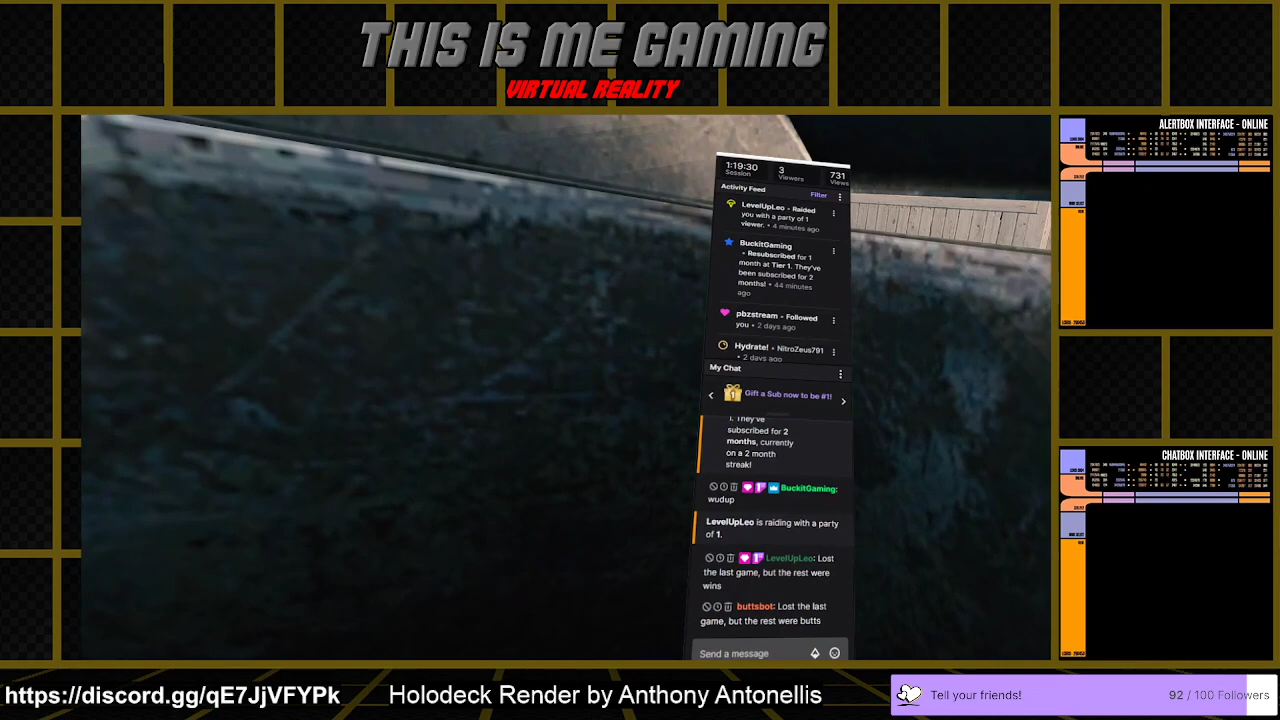 THIS IS ME GAMING
VIRTUAL REALITY
ALERTBOX INTERFACE - ONLINE
1:19:30
Session
3
Viewers
731
Views
Activity Feed
Filter
LevelUpLeo - Raided
you with a party of 1
viewer. • 4 minutes ago
BuckitGaming
- Resubscribed for 1
month at Tier 1. They've
been subscribed for 2
months! • 44 minutes
ago
pbzstream - Followed
you • 2 days ago
Hydrate! • NitroZeus791
• 2 days ago
My Chat
Gift a Sub now to be #1!
1. They've
subscribed for 2
months, currently
on a 2 month
streak!
BuckitGaming:
wudup
LevelUpLeo is raiding with a party
of 1.
LevelUpLeo: Lost
the last game, but the rest were
wins
buttsbot: Lost the last
game, but the rest were butts
Send a message
CHATBOX INTERFACE - ONLINE
https://discord.gg/qE7JjVFYPk
Holodeck Render by Anthony Antonellis
Tell your friends!
92 / 100 Followers